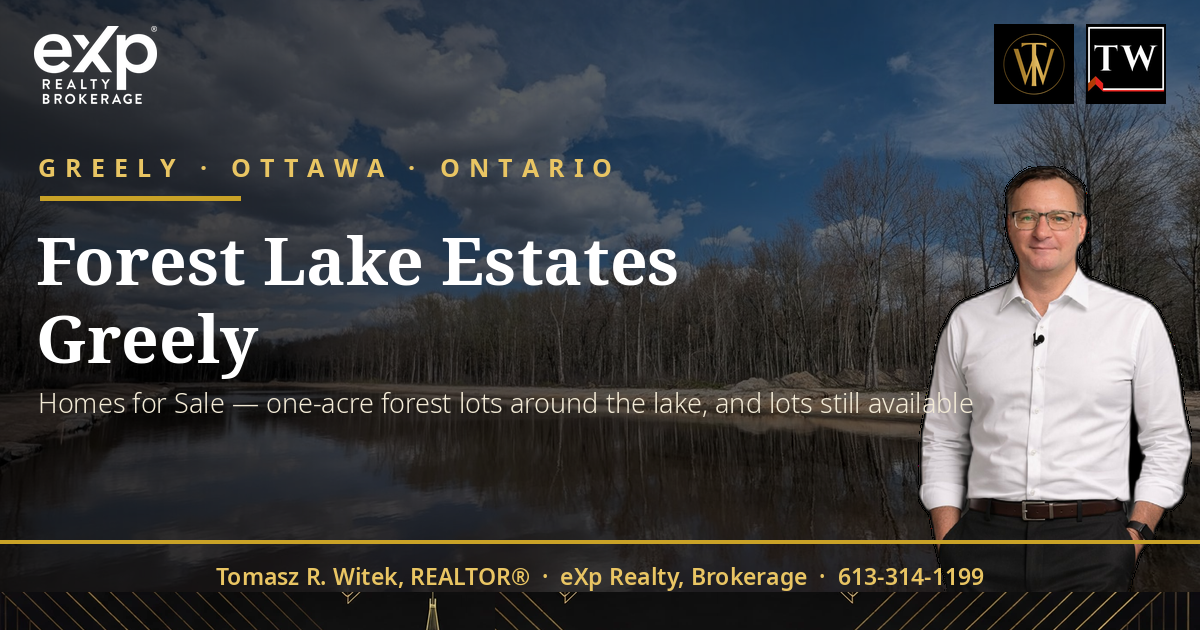 eXp®
REALTY
BROKERAGE
TW
TW
GREELY · OTTAWA · ONTARIO
Forest Lake Estates
Greely
Homes for Sale — one-acre forest lots around the lake, and lots still available
Tomasz R. Witek, REALTOR® · eXp Realty, Brokerage · 613-314-1199